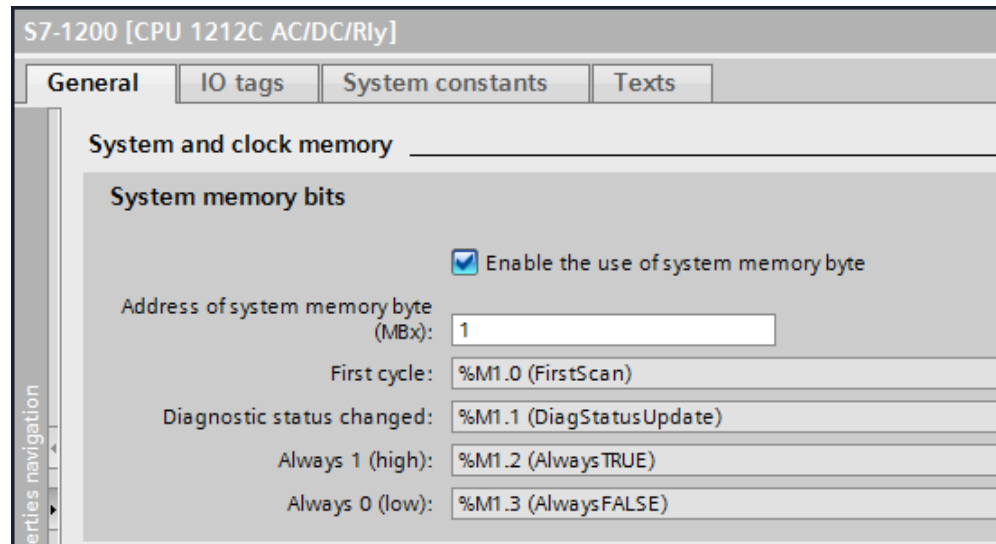 S7-1200 [CPU 1212C AC/DC/Rly]
General IO tags System constants Texts
System and clock memory
System memory bits
Enable the use of system memory byte
Address of system memory byte
(MBx): 1
First cycle: %M1.0 (FirstScan)
Diagnostic status changed: %M1.1 (DiagStatusUpdate)
Always 1 (high): %M1.2 (AlwaysTRUE)
Always 0 (low): %M1.3 (AlwaysFALSE)
erties navigation